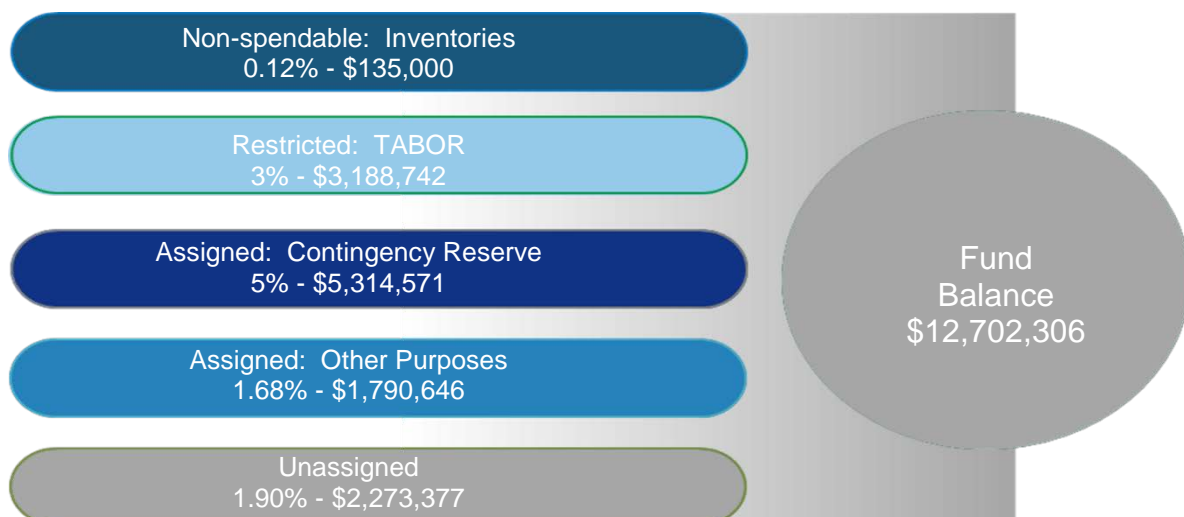 Non-spendable: Inventories
0.12% - $135,000
Restricted: TABOR
3% - $3,188,742
Assigned: Contingency Reserve
5% - $5,314,571
Assigned: Other Purposes
1.68% - $1,790,646
Unassigned
1.90% - $2,273,377
Fund
Balance
$12,702,306